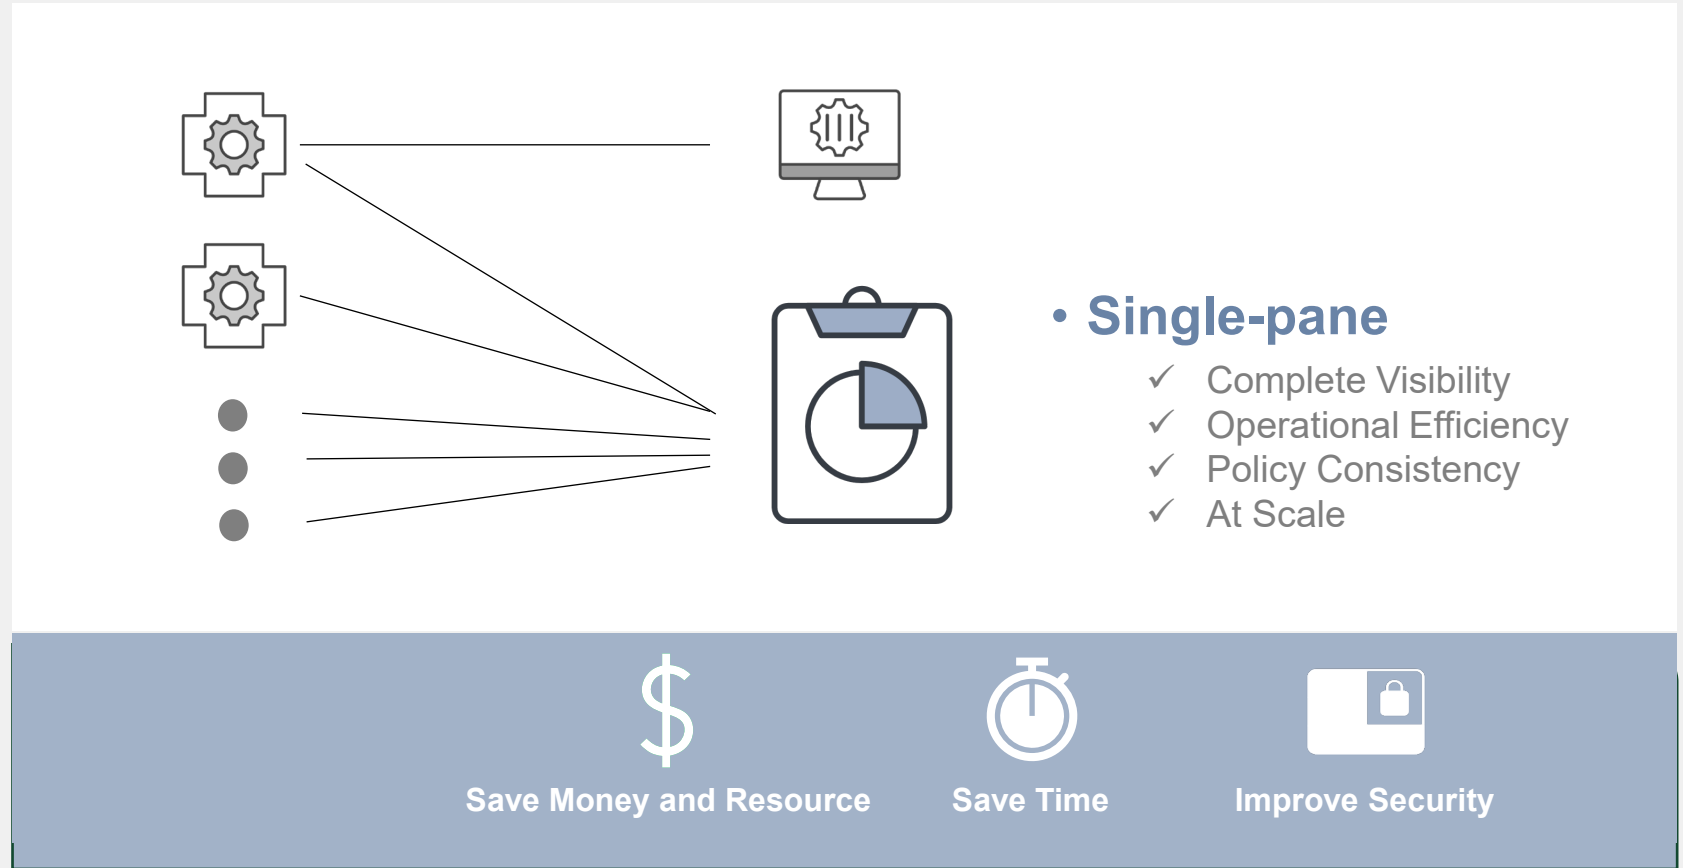 • Single-pane
✓ Complete Visibility
✓ Operational Efficiency
✓ Policy Consistency
✓ At Scale
Save Money and Resource
Save Time
Improve Security